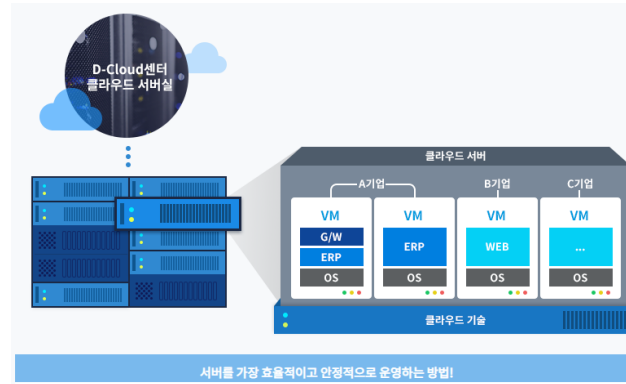 D-Cloud센터
클라우드 서버실
클라우드 서버
A기업
B기업
C기업
VM
G/W
ERP
OS
VM
ERP
OS
VM
WEB
OS
VM
...
OS
클라우드 기술
서버를 가장 효율적이고 안정적으로 운영하는 방법!